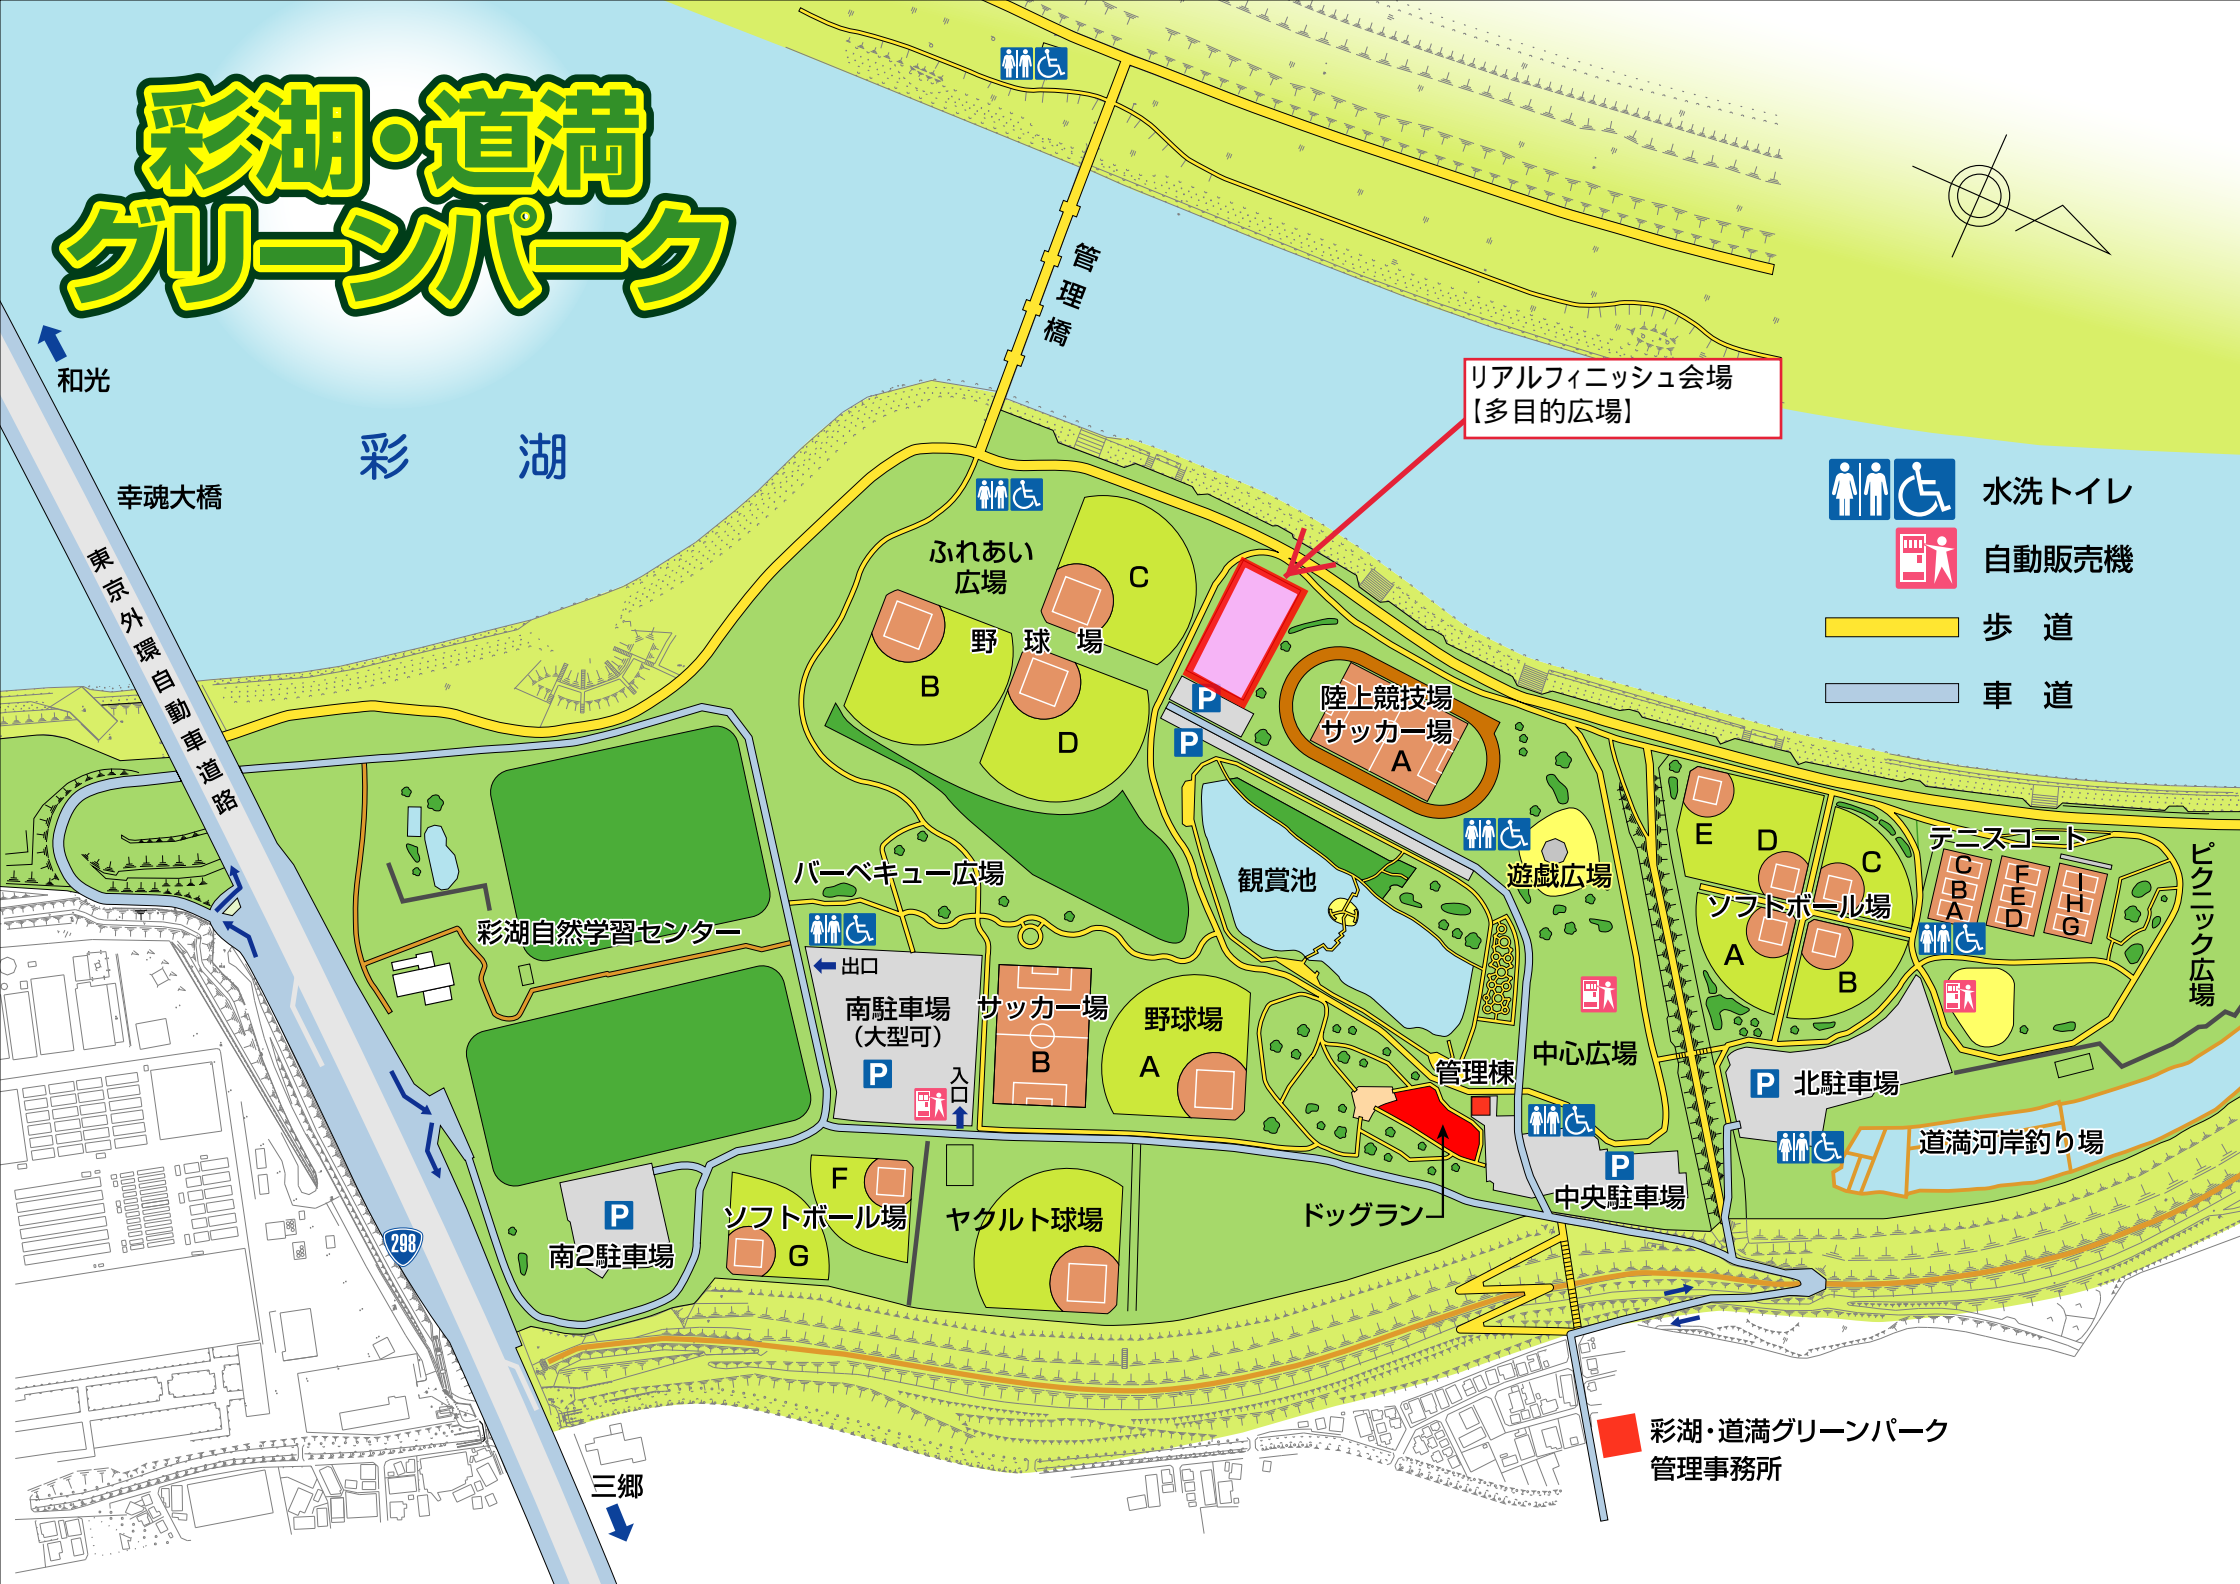 彩湖・道満
グリーンパーク
管理橋
和光
彩　湖
幸魂大橋
東京外環自動車道路
リアルフィニッシュ会場
【多目的広場】
水洗トイレ
自動販売機
歩　道
車　道
ふれあい
広場
C
野　球　場
B
D
P
P
陸上競技場
サッカー場
A
E
D
C
ソフトボール場
A
B
テニスコート
C
B
A
F
E
D
I
H
G
ピクニック広場
遊戯広場
観賞池
バーベキュー広場
彩湖自然学習センター
出口
南駐車場
(大型可)
P
入口
サッカー場
B
野球場
A
管理棟
中心広場
P 北駐車場
道満河岸釣り場
P
中央駐車場
ドッグラン
F
ソフトボール場
G
ヤクルト球場
P
南2駐車場
298
三郷
彩湖・道満グリーンパーク
管理事務所